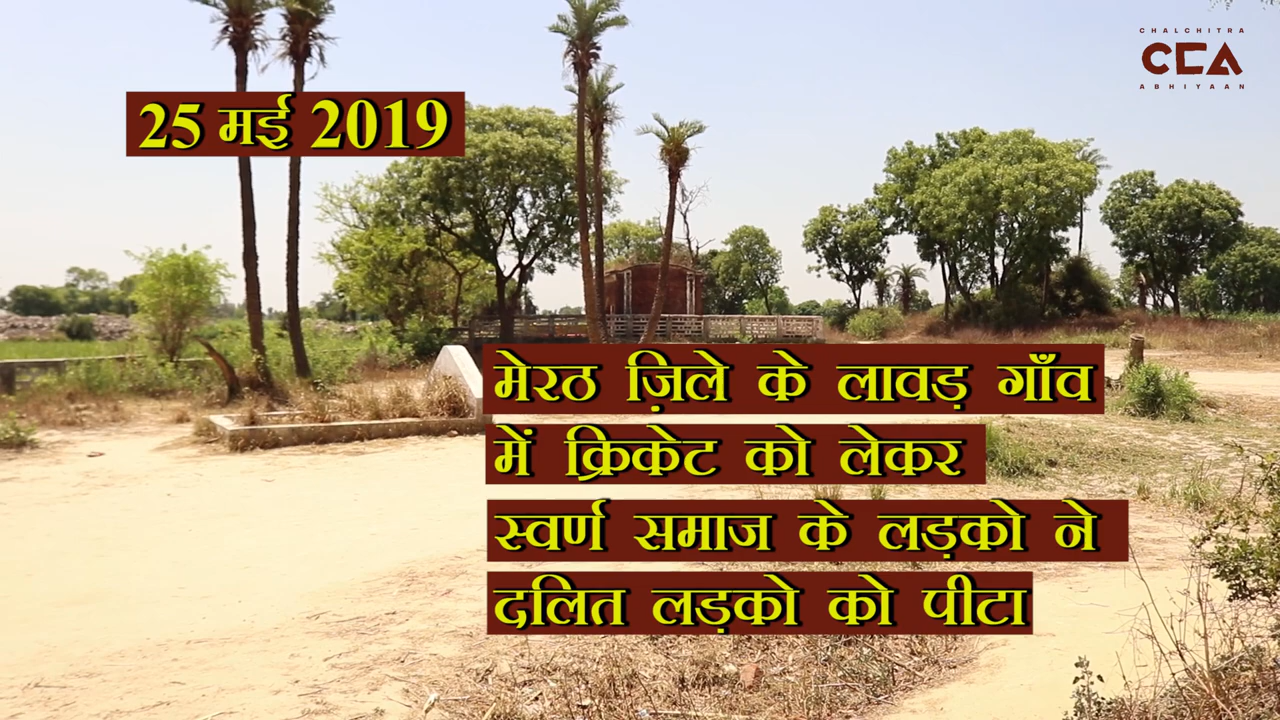 CHALCHITRA
CCA
ABHIYAAN
25 मई 2019
मेरठ ज़िले के लावड़ गाँव
में क्रिकेट को लेकर
स्वर्ण समाज के लड़को ने
दलित लड़को को पीटा